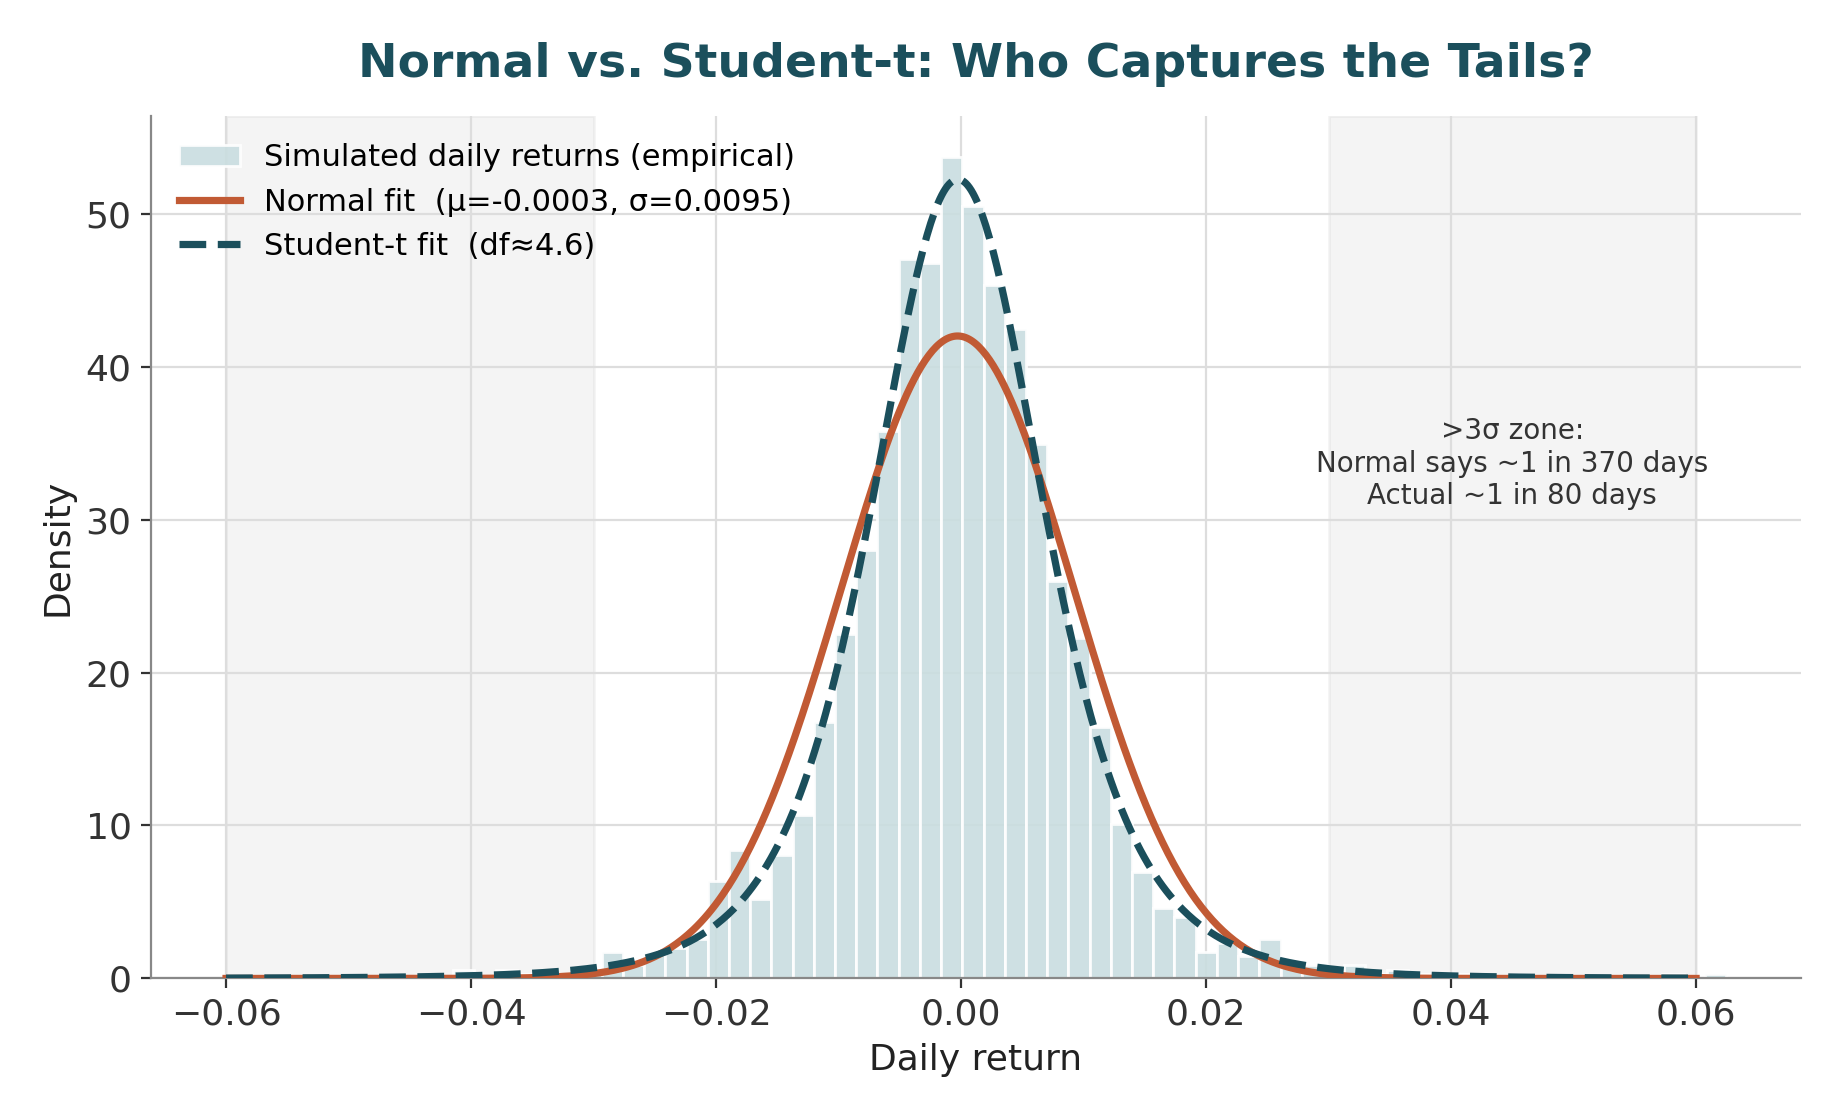 Normal vs. Student-t: Who Captures the Tails?
Simulated daily returns (empirical)
Normal fit  (μ=-0.0003, σ=0.0095)
Student-t fit  (df≈4.6)
>3σ zone:
Normal says ~1 in 370 days
Actual ~1 in 80 days
Density
50
40
30
20
10
0
−0.06 −0.04 −0.02 0.00 0.02 0.04 0.06
Daily return